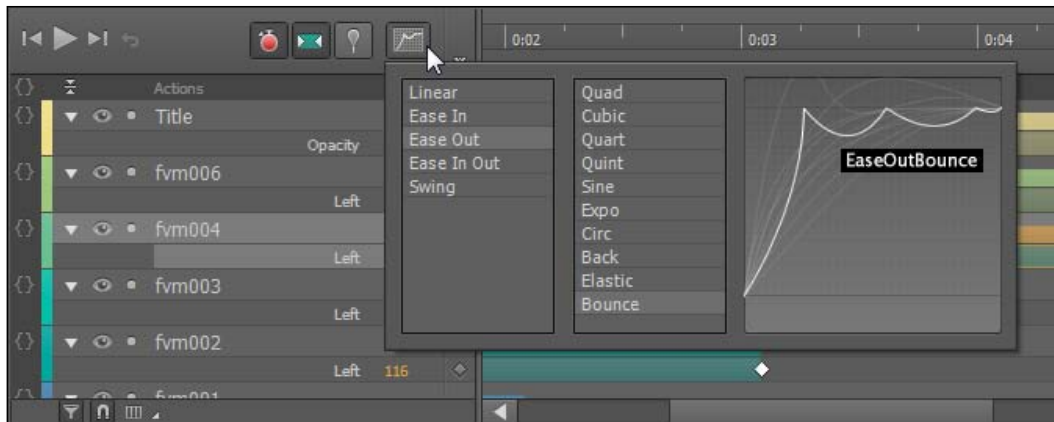 0:02 0:03 0:04
{} Actions
{} Title
Opacity
{} fvm006
Left
{} fvm004
Left
{} fvm003
Left
{} fvm002
Left 116
{} fvm001
Linear
Ease In
Ease Out
Ease In Out
Swing
Quad
Cubic
Quart
Quint
Sine
Expo
Circ
Back
Elastic
Bounce
EaseOutBounce